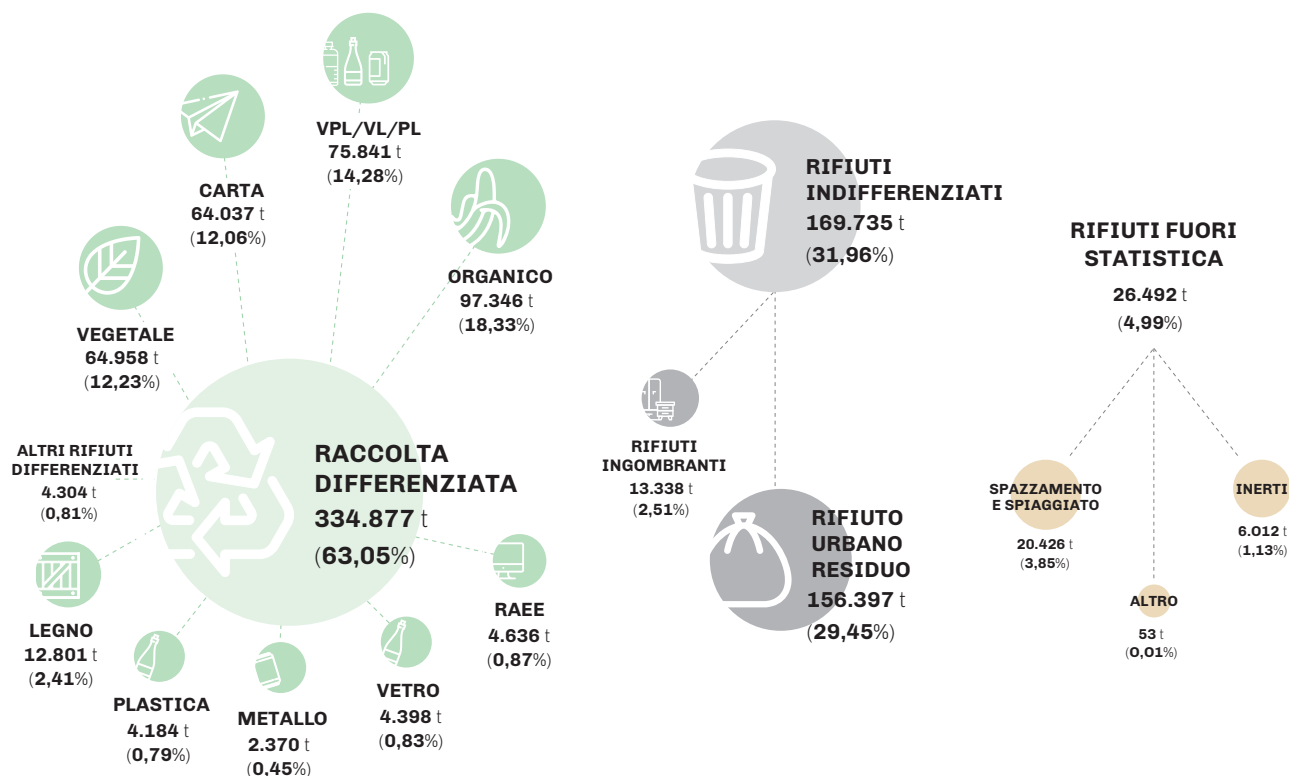 VPL/VL/PL
75.841 t
(14,28%)
CARTA
64.037 t
(12,06%)
ORGANICO
97.346 t
(18,33%)
VEGETALE
64.958 t
(12,23%)
RACCOLTA
DIFFERENZIATA
334.877 t
(63,05%)
ALTRI RIFIUTI
DIFFERENZIATI
4.304 t
(0,81%)
LEGNO
12.801 t
(2,41%)
PLASTICA
4.184 t
(0,79%)
METALLO
2.370 t
(0,45%)
VETRO
4.398 t
(0,83%)
RAEE
4.636 t
(0,87%)
RIFIUTI
INDIFFERENZIATI
169.735 t
(31,96%)
RIFIUTI
INGOMBRANTI
13.338 t
(2,51%)
RIFIUTO
URBANO
RESIDUO
156.397 t
(29,45%)
RIFIUTI FUORI
STATISTICA
26.492 t
(4,99%)
SPAZZAMENTO
E SPIAGGIATO
20.426 t
(3,85%)
ALTRO
53 t
(0,01%)
INERTI
6.012 t
(1,13%)